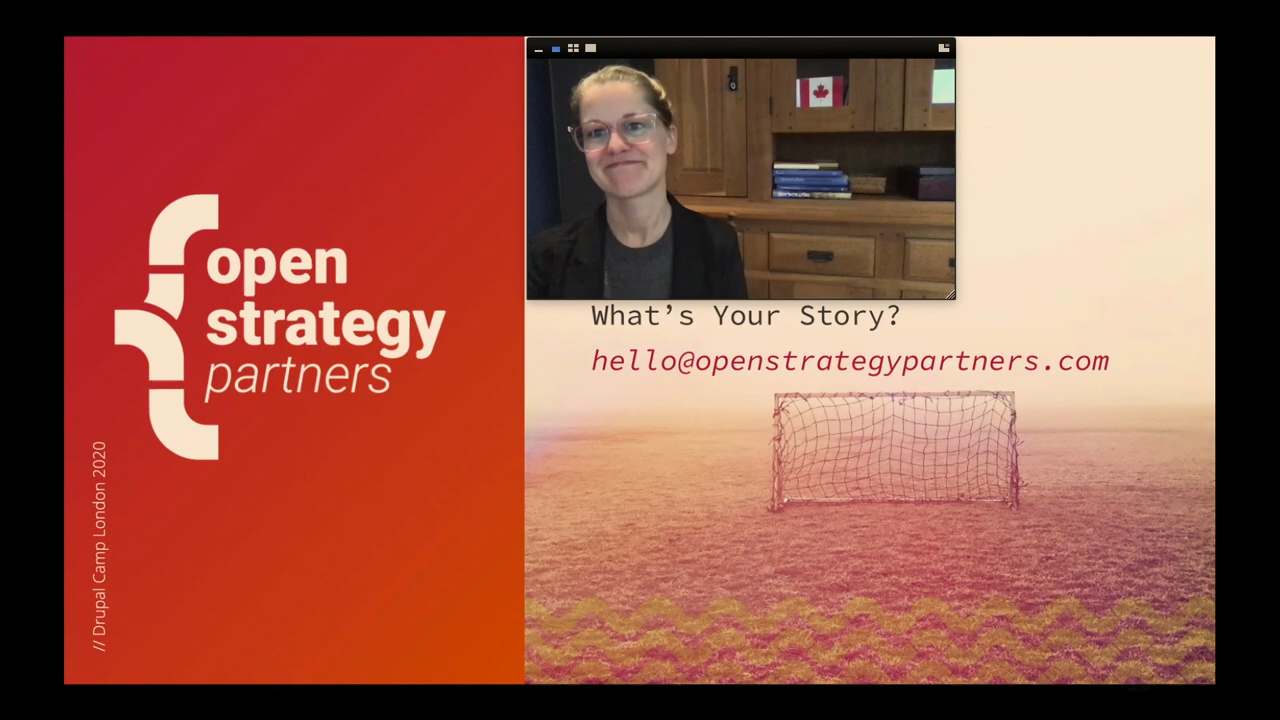 open
strategy
partners
// Drupal Camp London 2020
What’s Your Story?
hello@openstrategypartners.com